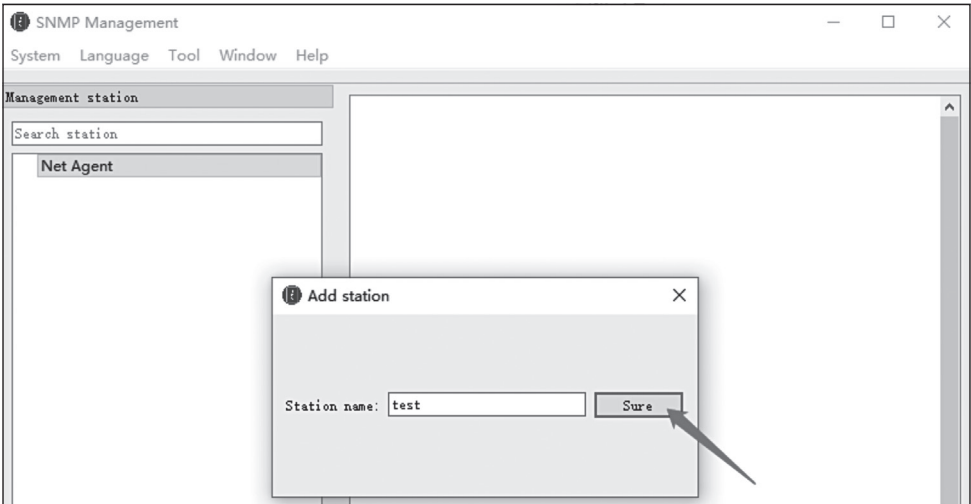 SNMP Management
System Language Tool Window Help
Management station
Search station
Net Agent
Add station
Station name: test Sure